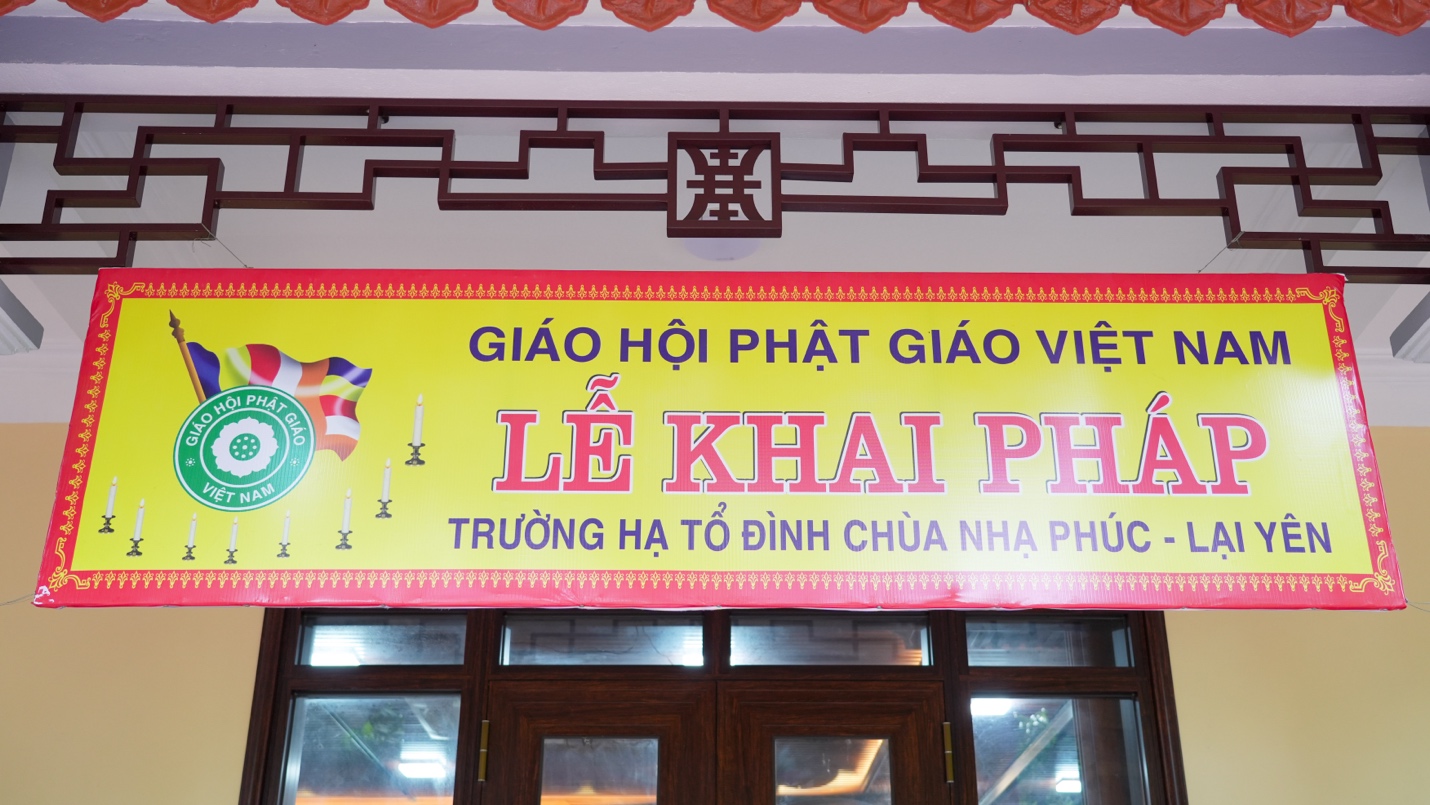 GIÁO HỘI PHẬT GIÁO VIỆT NAM
LỄ KHAI PHÁP
TRƯỜNG HẠ TỔ ĐÌNH CHÙA NHẠ PHÚC - LẠI YÊN
GIÁO HỘI PHẬT GIÁO
VIỆT NAM